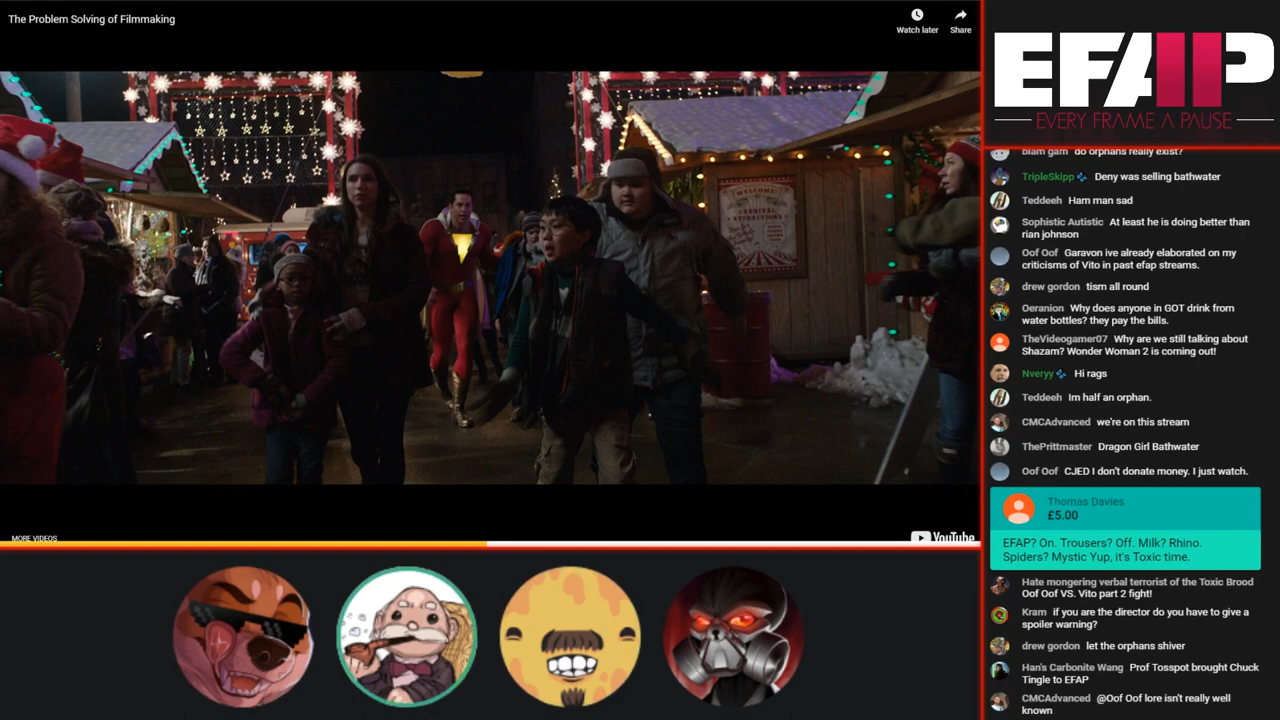 The Problem Solving of Filmmaking
Watch later
Share
WELCOME!
CARNIVAL
ATTRACTIONS
MORE VIDEOS
YouTube
EFAP
EVERY FRAME A PAUSE
blam gam do orphans really exist?
TripleSkipp Deny was selling bathwater
Teddeeh Ham man sad
Sophistic Autistic At least he is doing better than
rian johnson
Oof Oof Garavon ive already elaborated on my
criticisms of Vito in past efap streams.
drew gordon tism all round
Oeranion Why does anyone in GOT drink from
water bottles? they pay the bills.
TheVideogamer07 Why are we still talking about
Shazam? Wonder Woman 2 is coming out!
Nveryy Hi rags
Teddeeh Im half an orphan.
CMCAdvanced we're on this stream
ThePrittmaster Dragon Girl Bathwater
Oof Oof CJED I don't donate money. I just watch.
Thomas Davies
£5.00
EFAP? On. Trousers? Off. Milk? Rhino.
Spiders? Mystic Yup, it's Toxic time.
Hate mongering verbal terrorist of the Toxic Brood
Oof Oof VS. Vito part 2 fight!
Kram if you are the director do you have to give a
spoiler warning?
drew gordon let the orphans shiver
Han's Carbonite Wang Prof Tosspot brought Chuck
Tingle to EFAP
CMCAdvanced @Oof Oof lore isn't really well
known